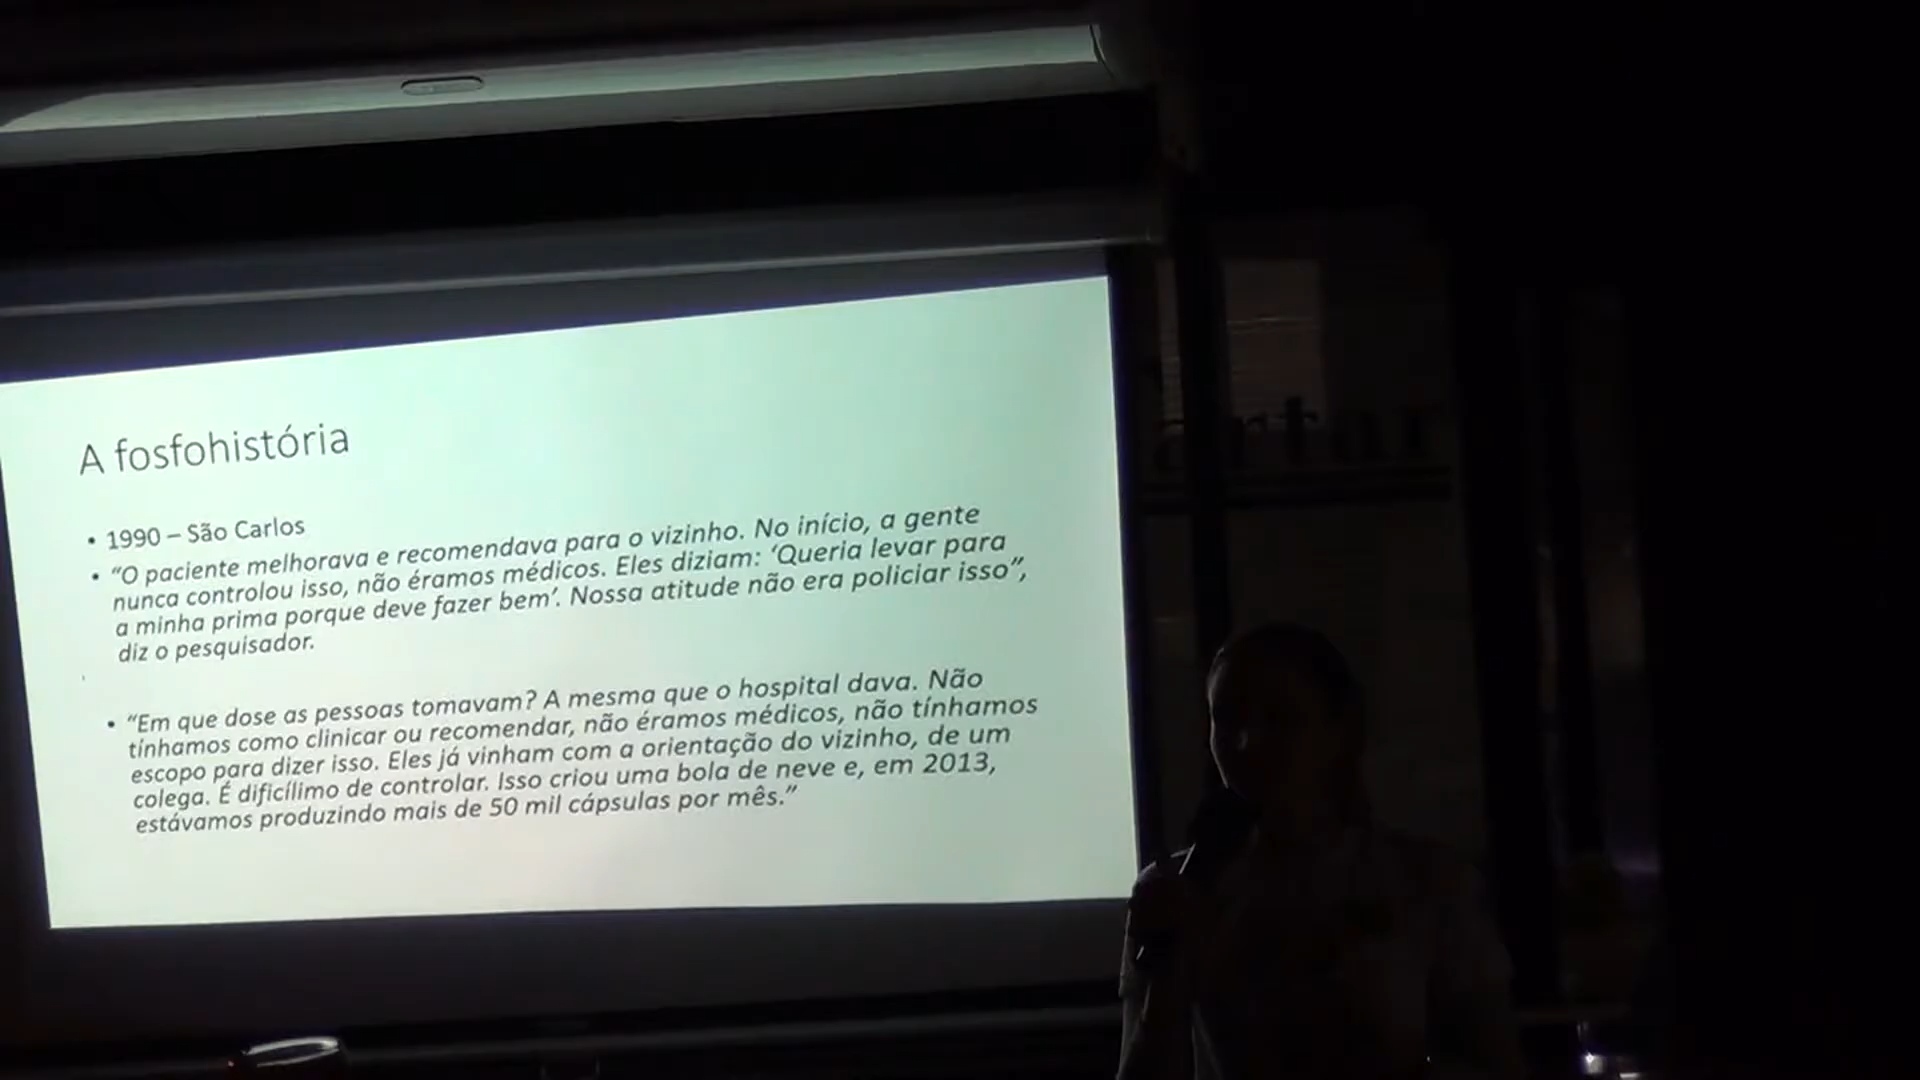 A fosfohistória
• 1990 – São Carlos
• “O paciente melhorava e recomendava para o vizinho. No início, a gente
nunca controlou isso, não éramos médicos. Eles diziam: ‘Queria levar para
a minha prima porque deve fazer bem’. Nossa atitude não era policiar isso”,
diz o pesquisador.
• “Em que dose as pessoas tomavam? A mesma que o hospital dava. Não
tínhamos como clinicar ou recomendar, não éramos médicos, não tínhamos
escopo para dizer isso. Eles já vinham com a orientação do vizinho, de um
colega. É dificílimo de controlar. Isso criou uma bola de neve e, em 2013,
estávamos produzindo mais de 50 mil cápsulas por mês.”